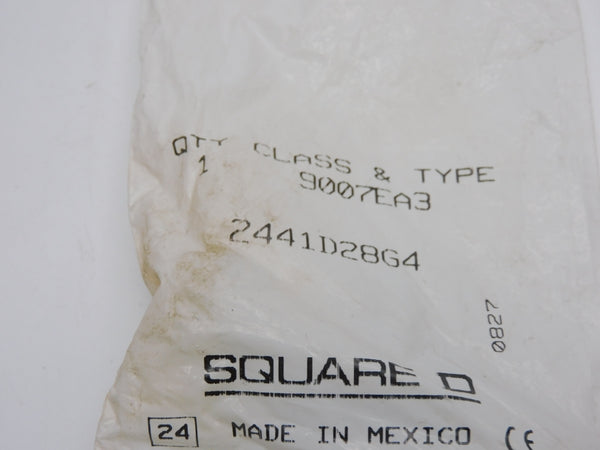 QTY CLASS & TYPE
1 9007EA3
2441D28G4
0827
SQUARE D
24 MADE IN MEXICO CE